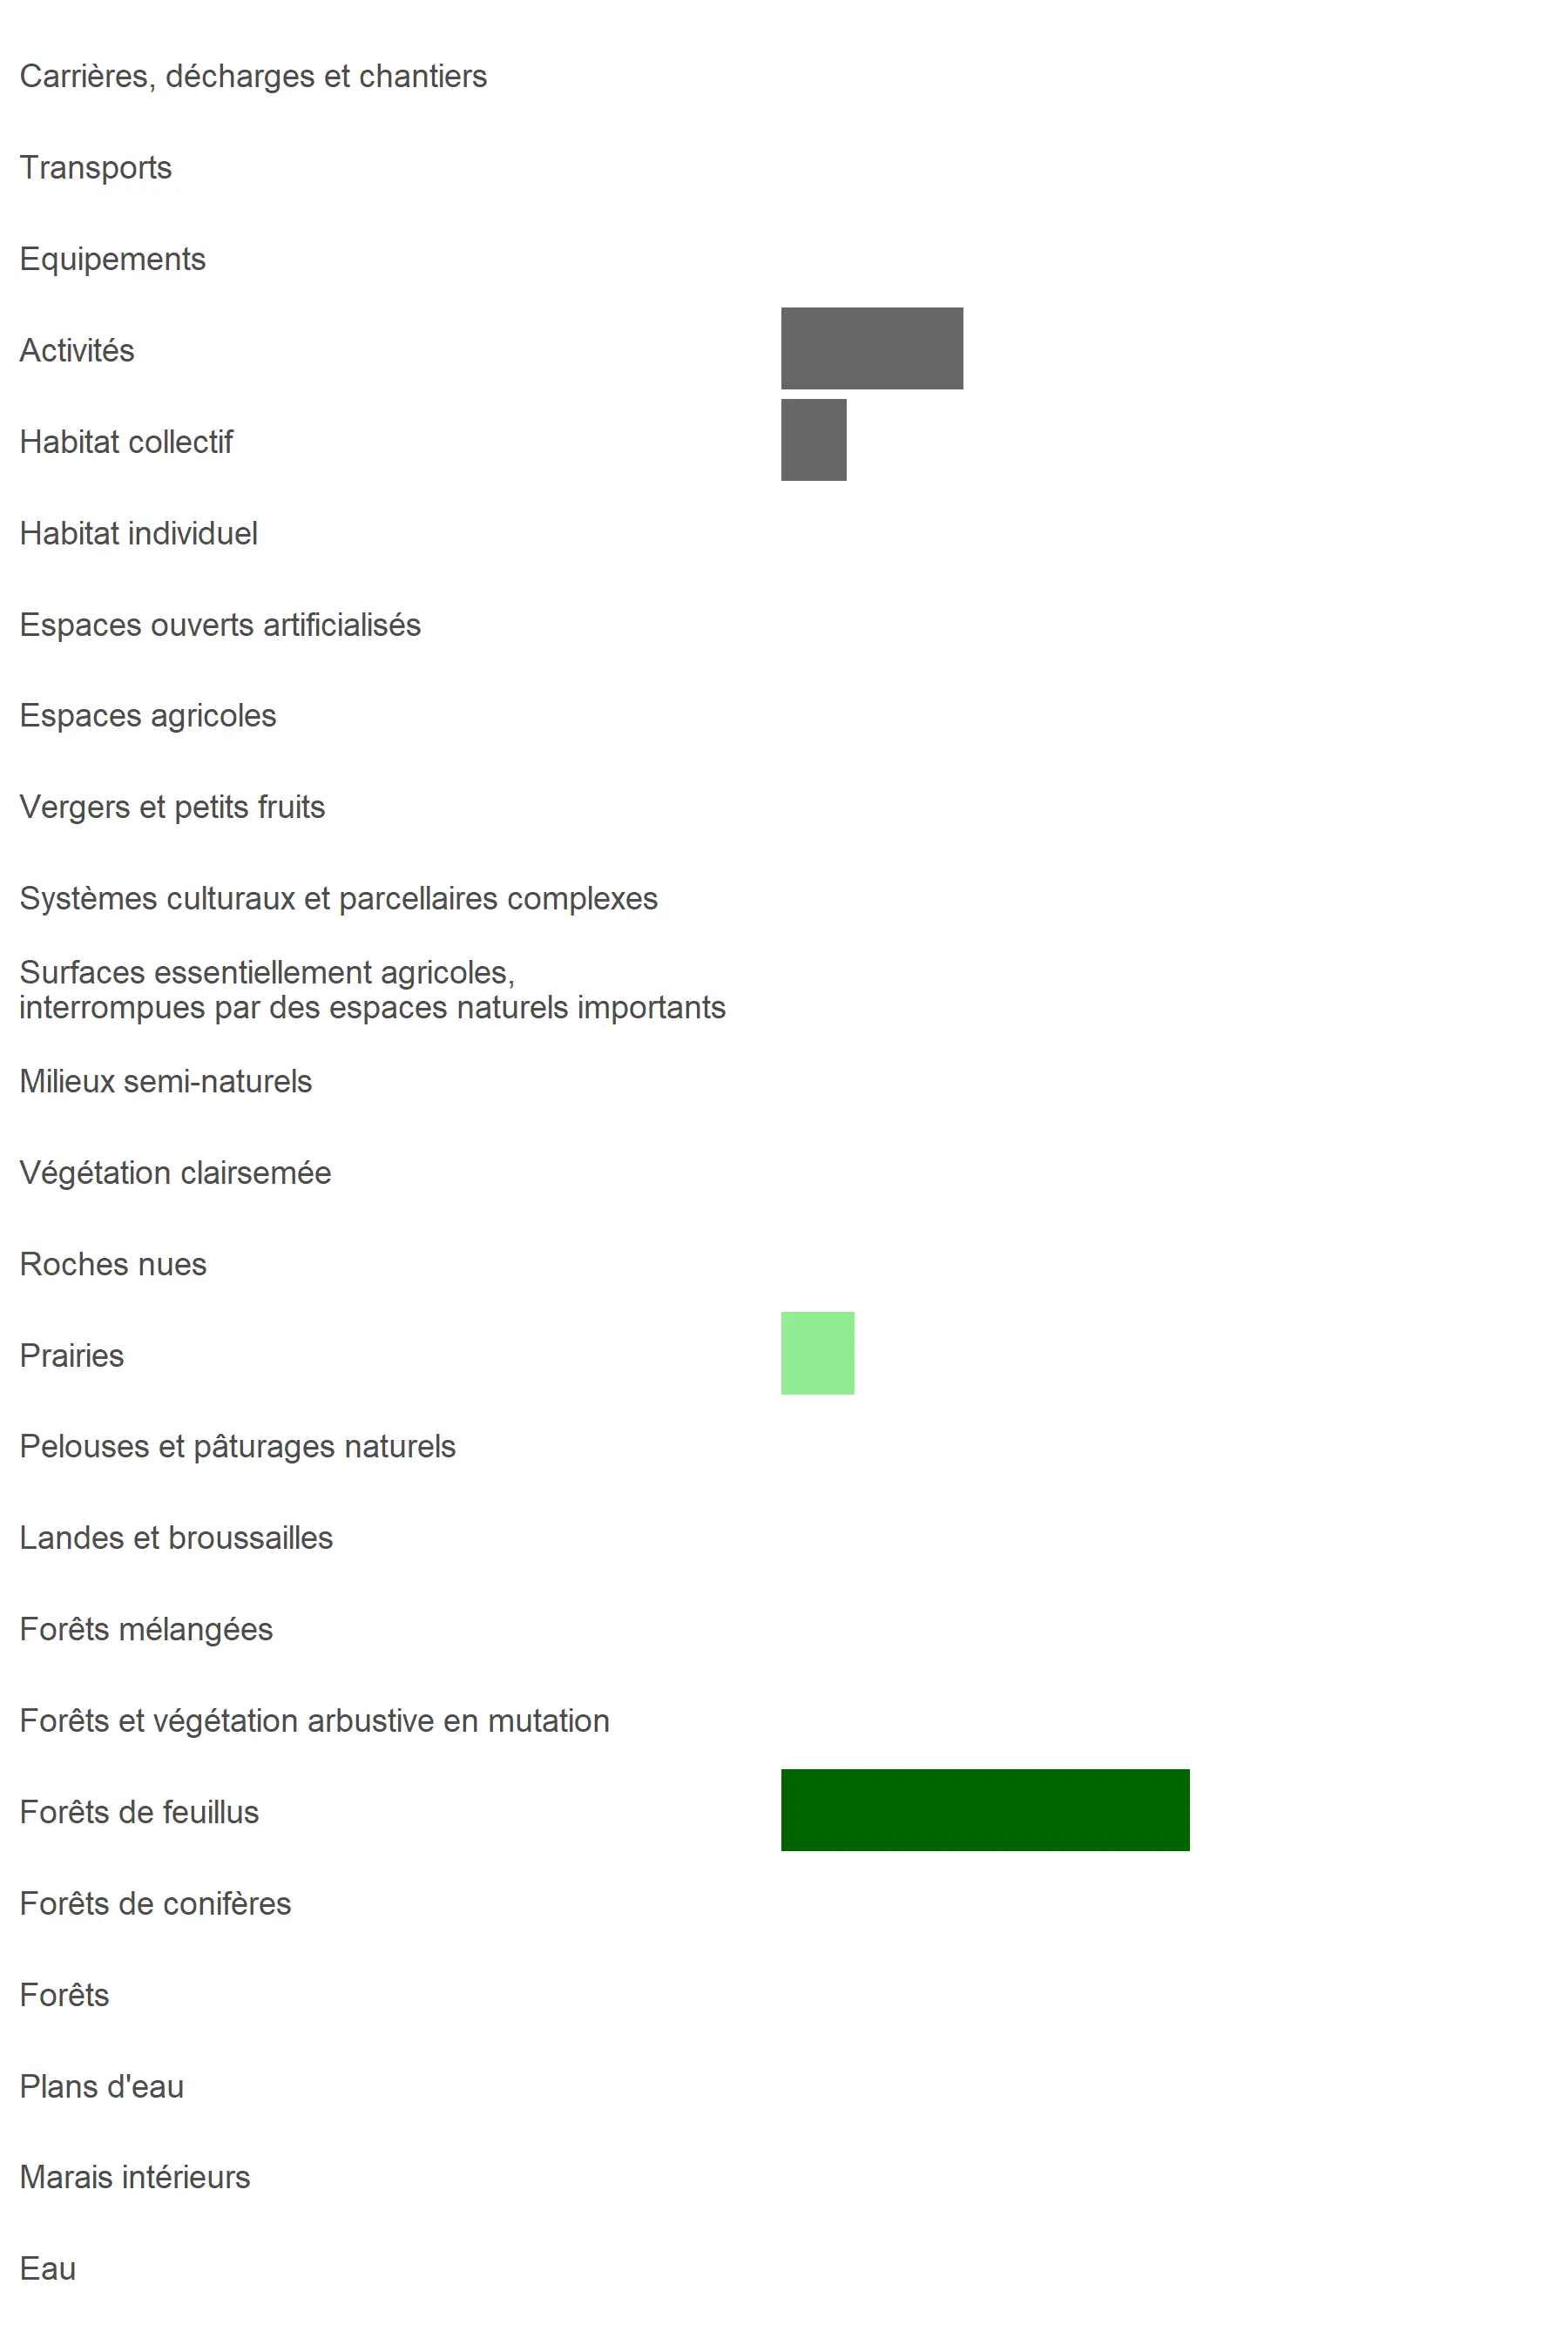 Carrières, décharges et chantiers
Transports
Equipements
Activités
Habitat collectif
Habitat individuel
Espaces ouverts artificialisés
Espaces agricoles
Vergers et petits fruits
Systèmes culturaux et parcellaires complexes
Surfaces essentiellement agricoles,
interrompues par des espaces naturels importants
Milieux semi-naturels
Végétation clairsemée
Roches nues
Prairies
Pelouses et pâturages naturels
Landes et broussailles
Forêts mélangées
Forêts et végétation arbustive en mutation
Forêts de feuillus
Forêts de conifères
Forêts
Plans d'eau
Marais intérieurs
Eau